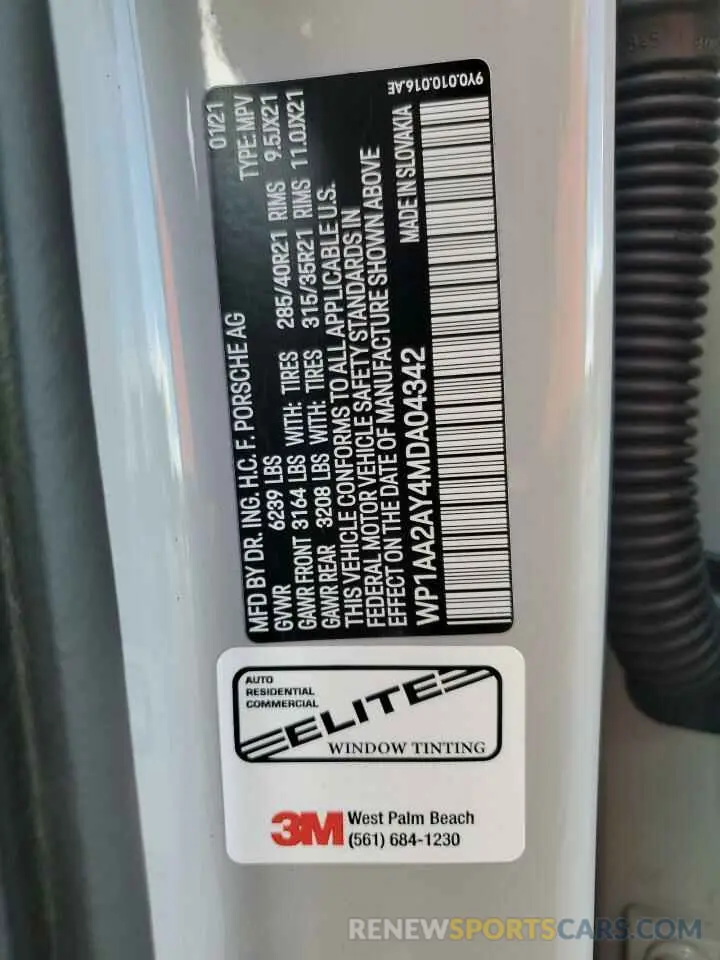 MFD BY DR. ING. H.C. F. PORSCHE AG 01/21
GVWR 6239 LBS TYPE: MPV
GAWR FRONT 3164 LBS WITH: TIRES 285/40R21 RIMS 9.5JX21
GAWR REAR 3208 LBS WITH: TIRES 315/35R21 RIMS 11.0JX21
THIS VEHICLE CONFORMS TO ALL APPLICABLE U.S.
FEDERAL MOTOR VEHICLE SAFETY STANDARDS IN
EFFECT ON THE DATE OF MANUFACTURE SHOWN ABOVE
WP1AA2AY4MDA04342 MADE IN SLOVAKIA
9Y0.010.016.AE
AUTO
RESIDENTIAL
COMMERCIAL
ELITE
WINDOW TINTING
3M West Palm Beach
(561) 684-1230
RENEWSPORTSCARS.COM